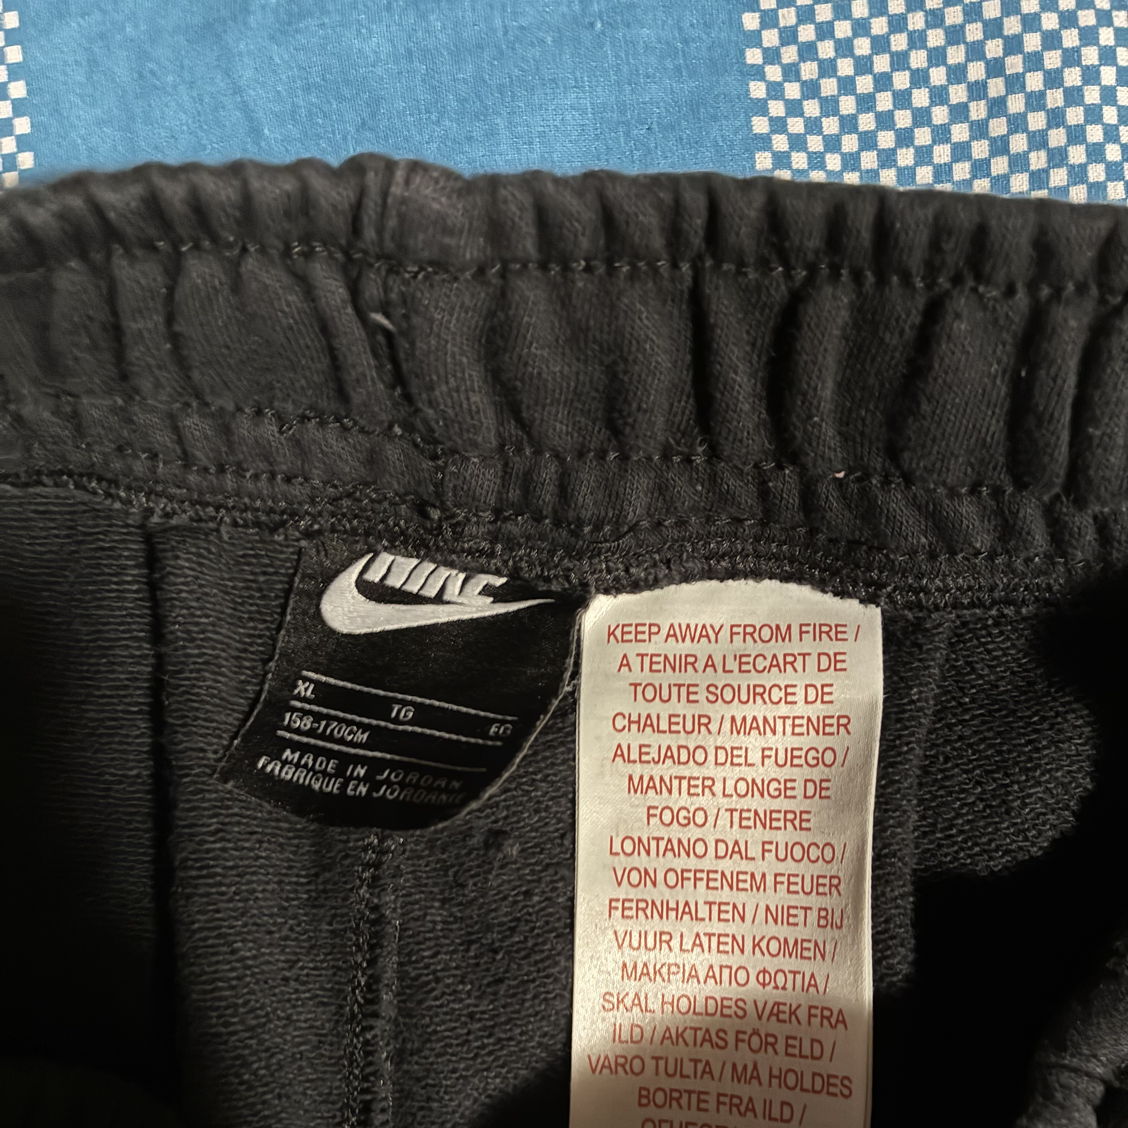 NIKE
XL
TG
EG
158-170CM
MADE IN JORDAN
FABRIQUE EN JORDANIE
KEEP AWAY FROM FIRE /
A TENIR A L'ECART DE
TOUTE SOURCE DE
CHALEUR / MANTENER
ALEJADO DEL FUEGO /
MANTER LONGE DE
FOGO / TENERE
LONTANO DAL FUOCO /
VON OFFENEM FEUER
FERNHALTEN / NIET BIJ
VUUR LATEN KOMEN /
ΜΑΚΡΙΑ ΑΠΟ ΦΩΤΙΑ /
SKAL HOLDES VÆK FRA
ILD / AKTAS FÖR ELD /
VARO TULTA / MÅ HOLDES
BORTE FRA ILD /